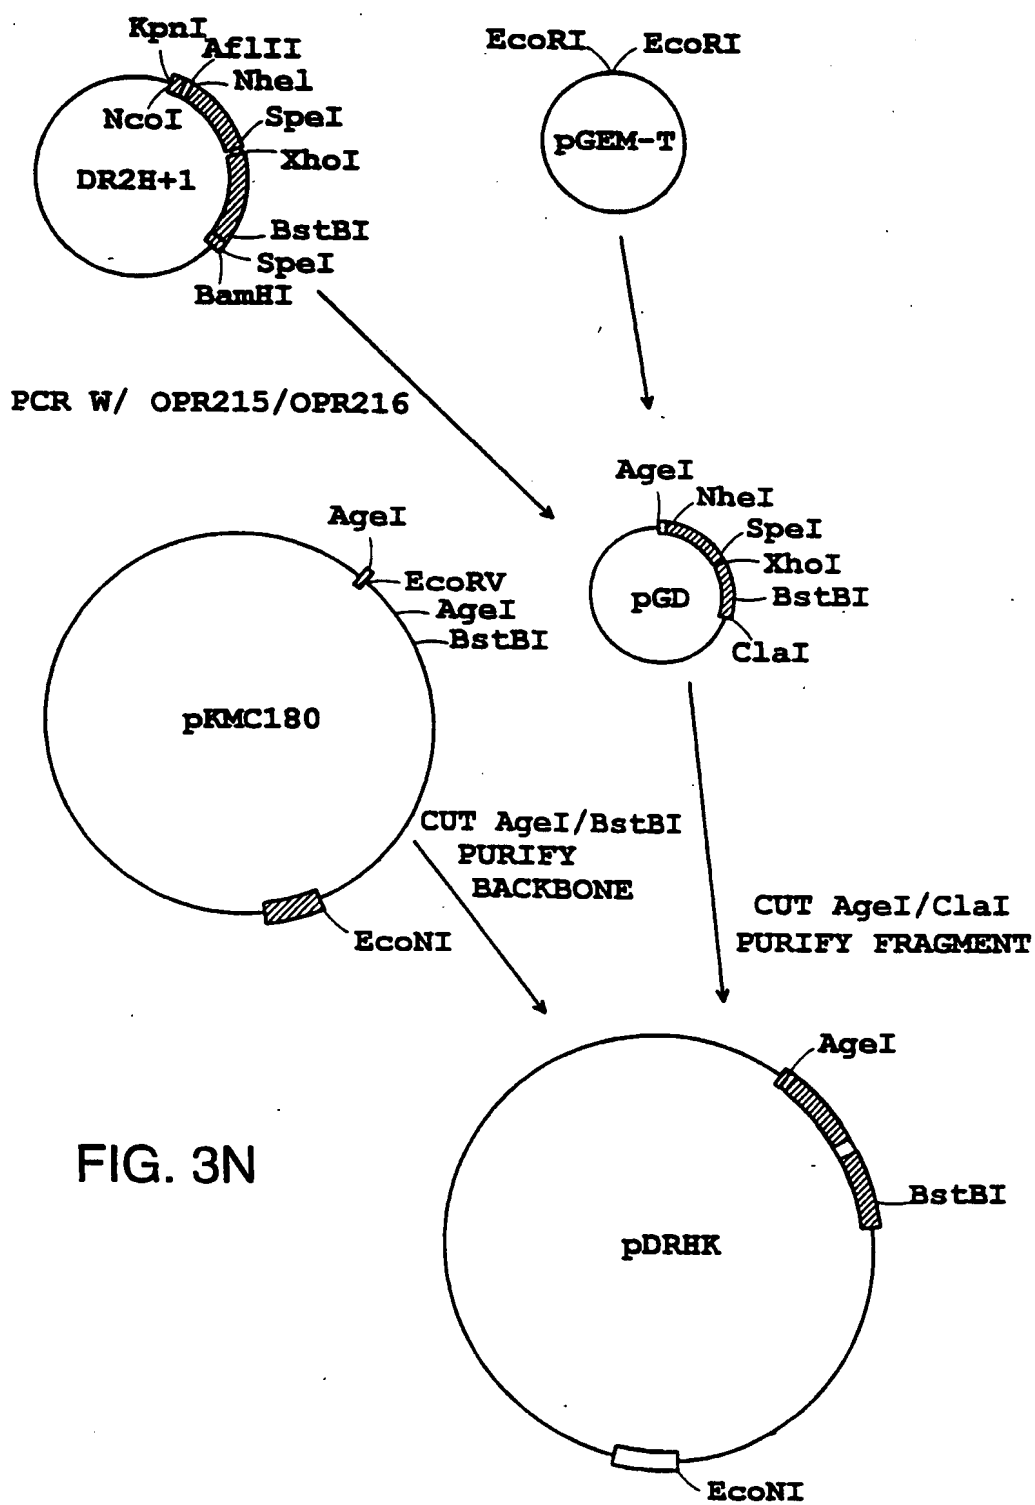 KpnI
AflII
Nhel
NcoI
SpeI
XhoI
DR2H+1
BstBI
SpeI
BamHI
EcoRI EcoRI
pGEM-T
PCR W/ OPR215/OPR216
AgeI
NheI
SpeI
XhoI
BstBI
pGD
ClaI
AgeI
EcoRV
AgeI
BstBI
pKMC180
CUT AgeI/BstBI
PURIFY
BACKBONE
EcoNI
CUT AgeI/ClaI
PURIFY FRAGMENT
AgeI
BstBI
pDRHK
EcoNI
FIG. 3N